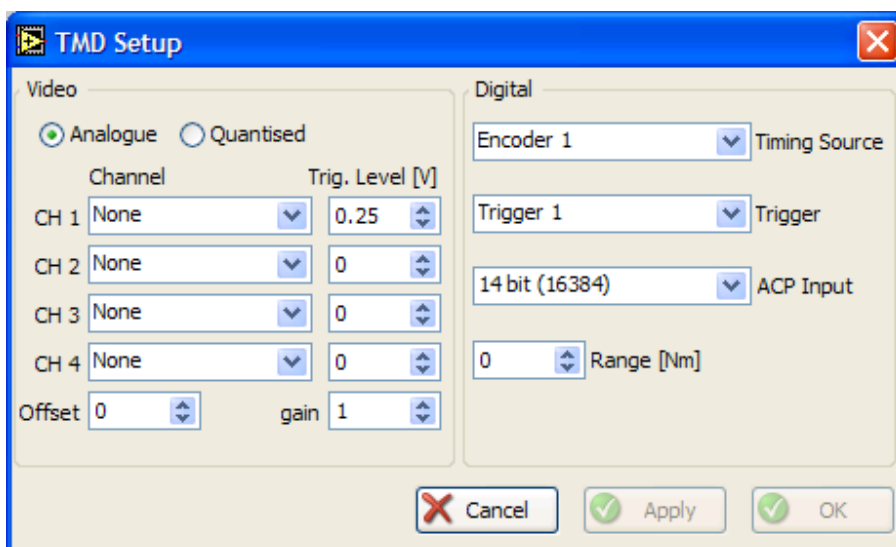 TMD Setup
Video
Analogue Quantised
Channel Trig. Level [V]
CH 1 None 0.25
CH 2 None 0
CH 3 None 0
CH 4 None 0
Offset 0 gain 1
Digital
Encoder 1 Timing Source
Trigger 1 Trigger
14 bit (16384) ACP Input
0 Range [Nm]
Cancel Apply OK